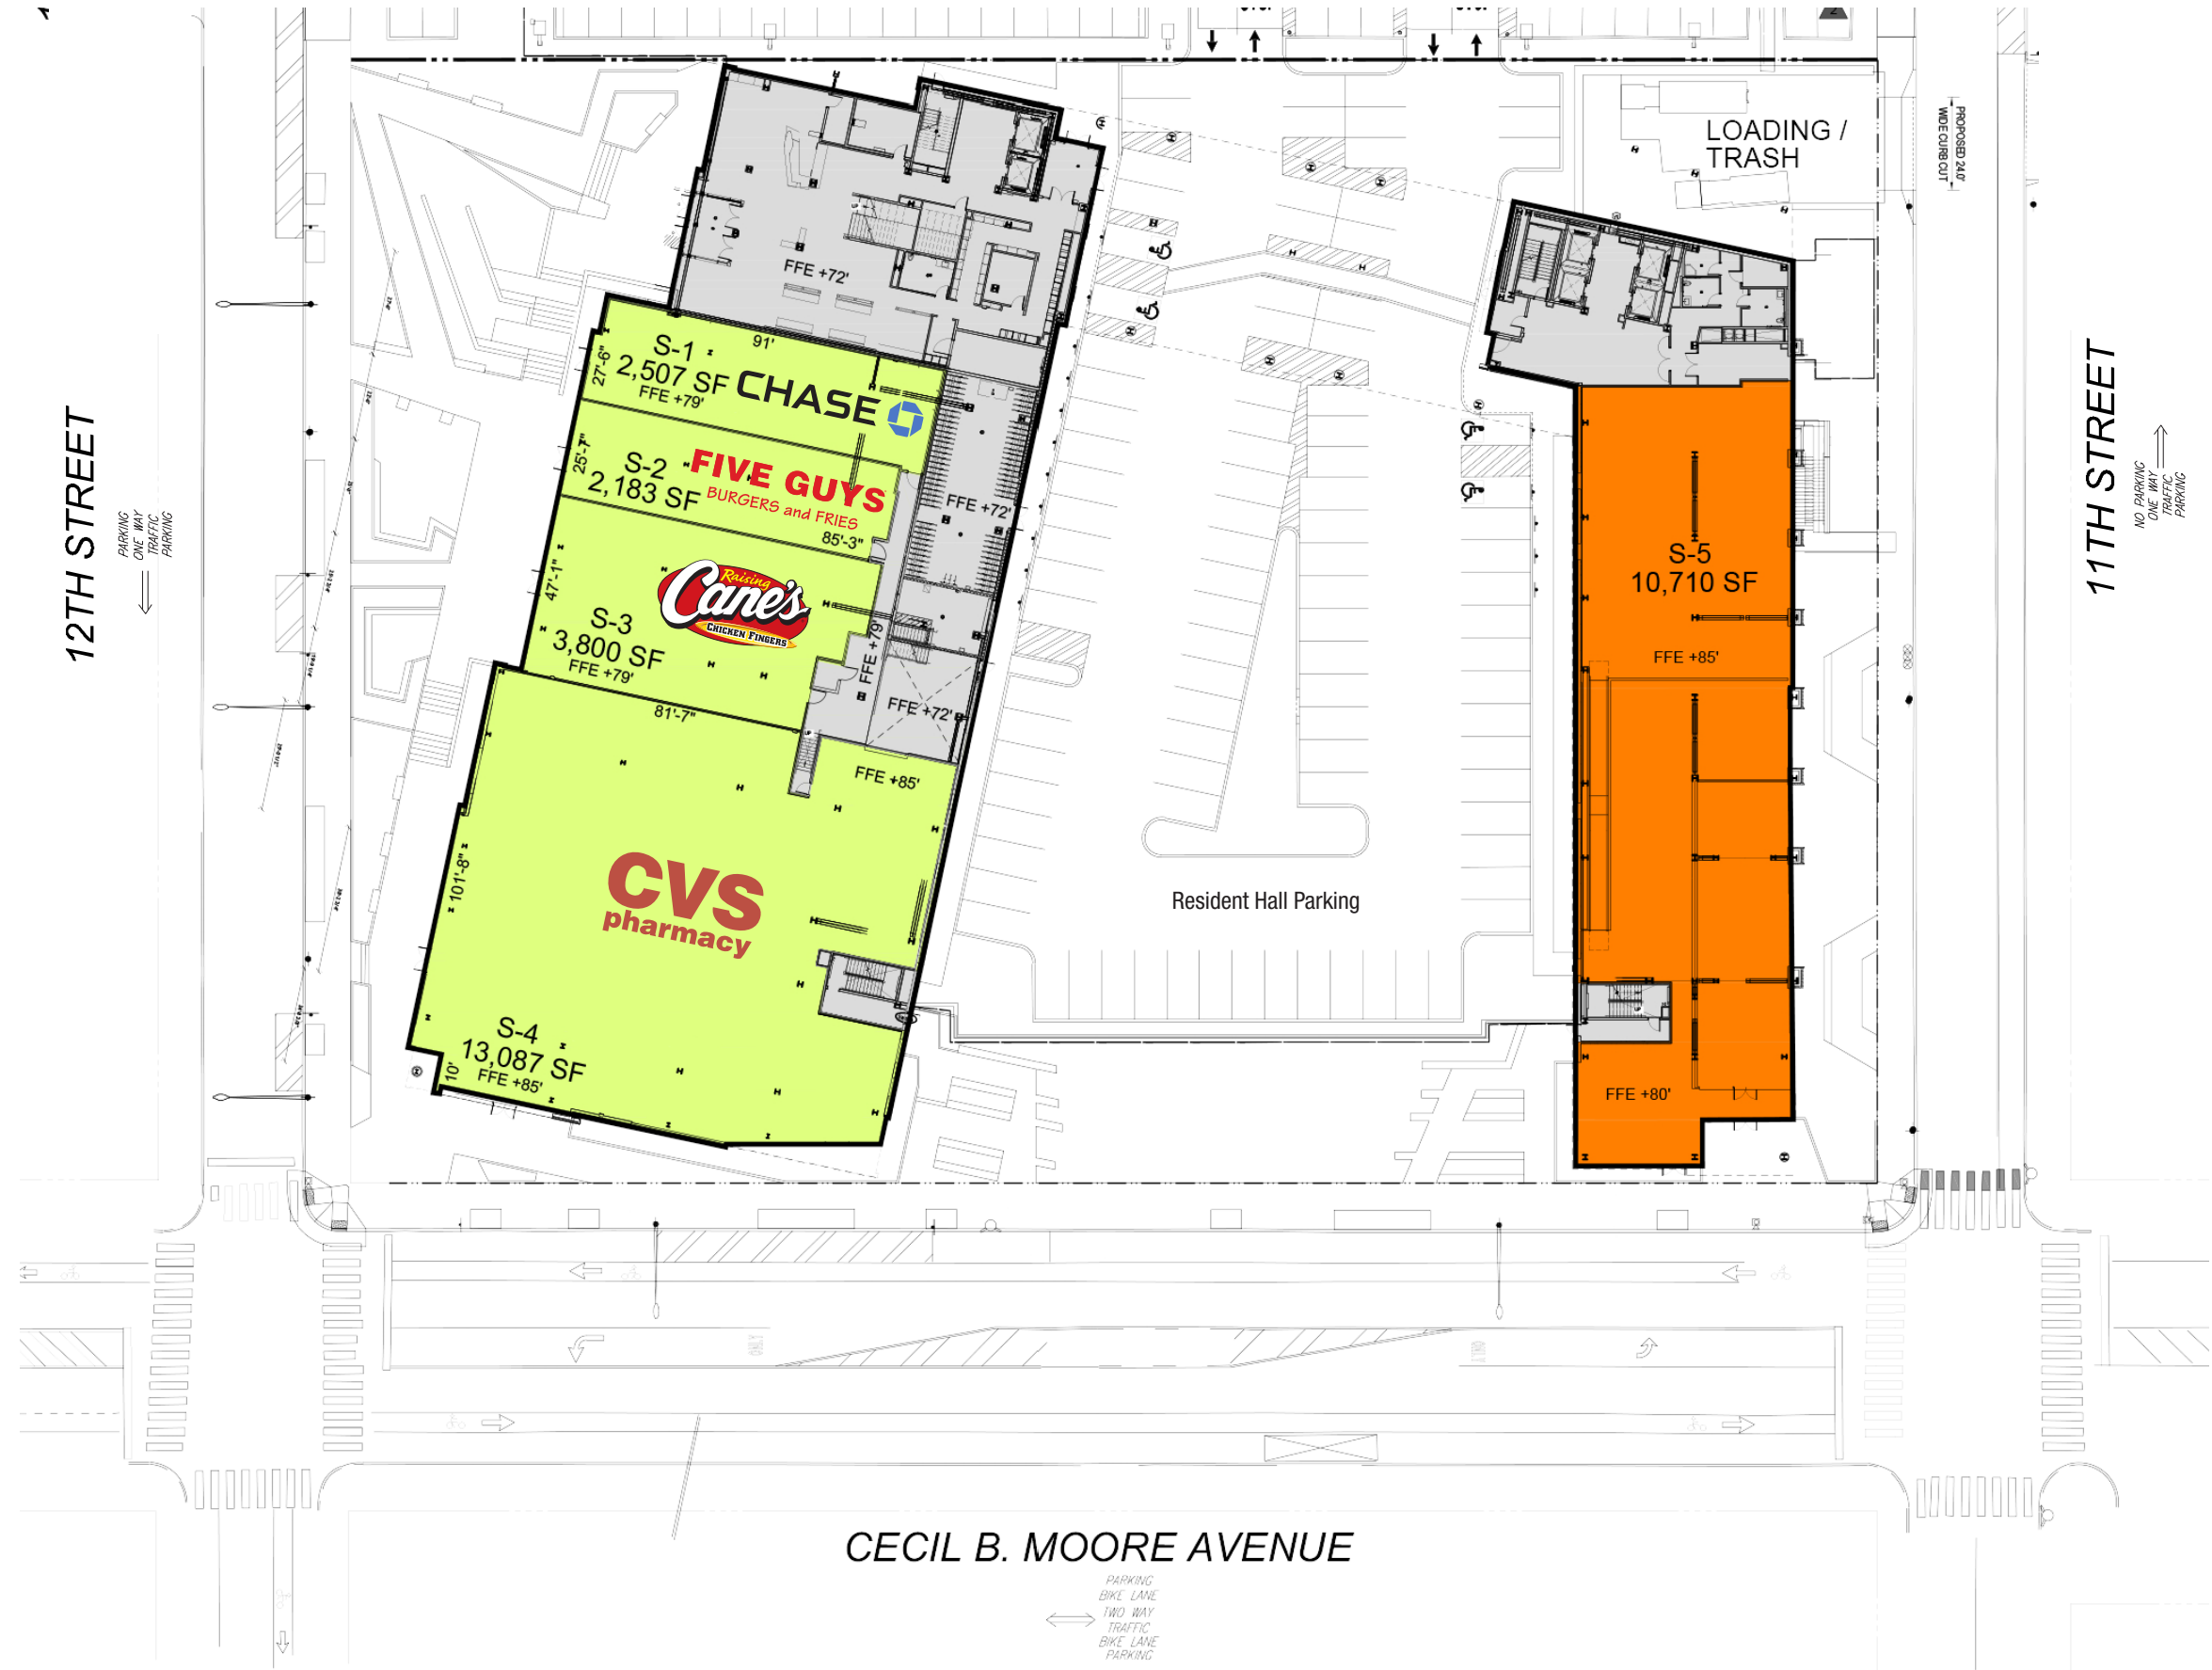 LOADING /
TRASH
PROPOSED 24.0'
WIDE CURB CUT
FFE +72'
S-1
2,507 SF
FFE +79'
91'
27'-6"
CHASE
S-2
2,183 SF
25'-7"
FIVE GUYS
BURGERS and FRIES
85'-3"
FFE +72'
47'-1"
Raising
Cane's
CHICKEN FINGERS
S-3
3,800 SF
FFE +79'
FFE +79'
FFE +72'
81'-7"
FFE +85'
101'-8"
CVS
pharmacy
S-4
13,087 SF
FFE +85'
10'
Resident Hall Parking
S-5
10,710 SF
FFE +85'
FFE +80'
12TH STREET
PARKING
ONE WAY
TRAFFIC
PARKING
11TH STREET
NO PARKING
ONE WAY
TRAFFIC
PARKING
ONLY
ONLY
CECIL B. MOORE AVENUE
PARKING
BIKE LANE
TWO WAY
TRAFFIC
BIKE LANE
PARKING